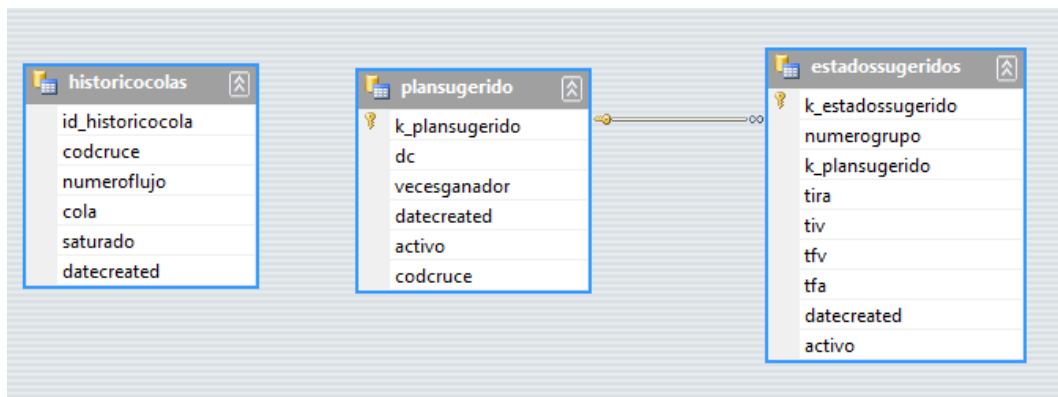 historicocolas
id_historicocola
codcruce
numeroflujo
cola
saturado
datecreated
plansugerido
k_plansugerido
dc
vecesganador
datecreated
activo
codcruce
estadossugeridos
k_estadossugerido
numerogrupo
k_plansugerido
tira
tiv
tfv
tfa
datecreated
activo